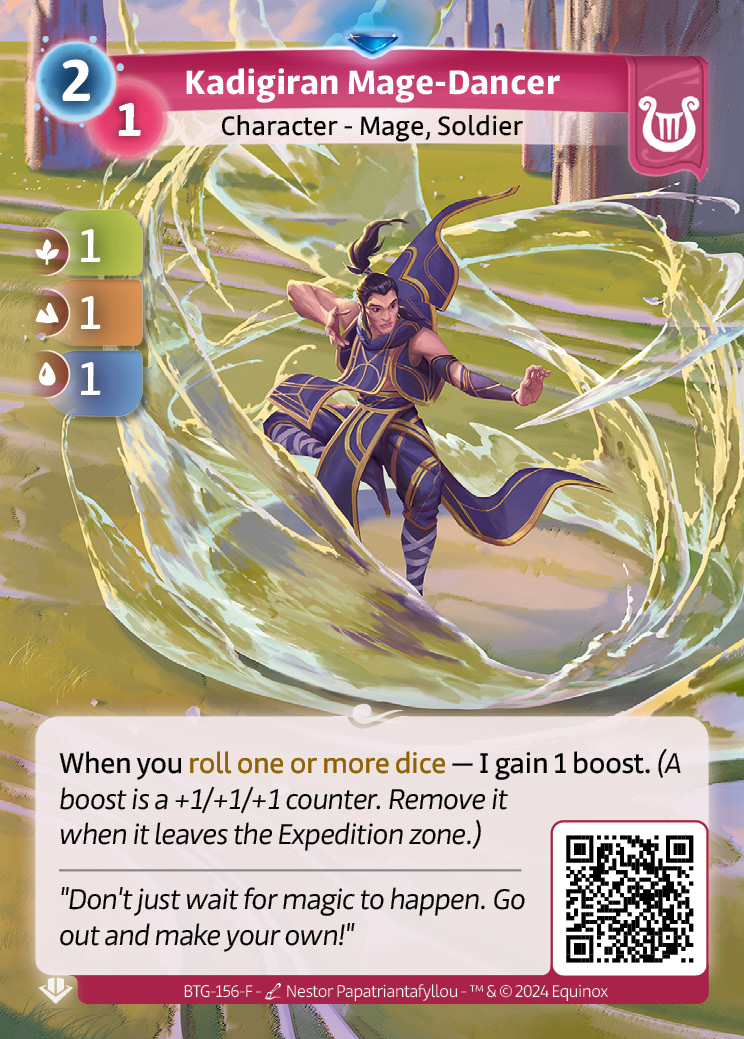 2
Kadigiran Mage-Dancer
1
Character - Mage, Soldier
1
1
1
When you roll one or more dice — I gain 1 boost. (A
boost is a +1/+1/+1 counter. Remove it
when it leaves the Expedition zone.)
"Don't just wait for magic to happen. Go
out and make your own!"
BTG-156-F - Nestor Papatriantafyllou - ™ & © 2024 Equinox